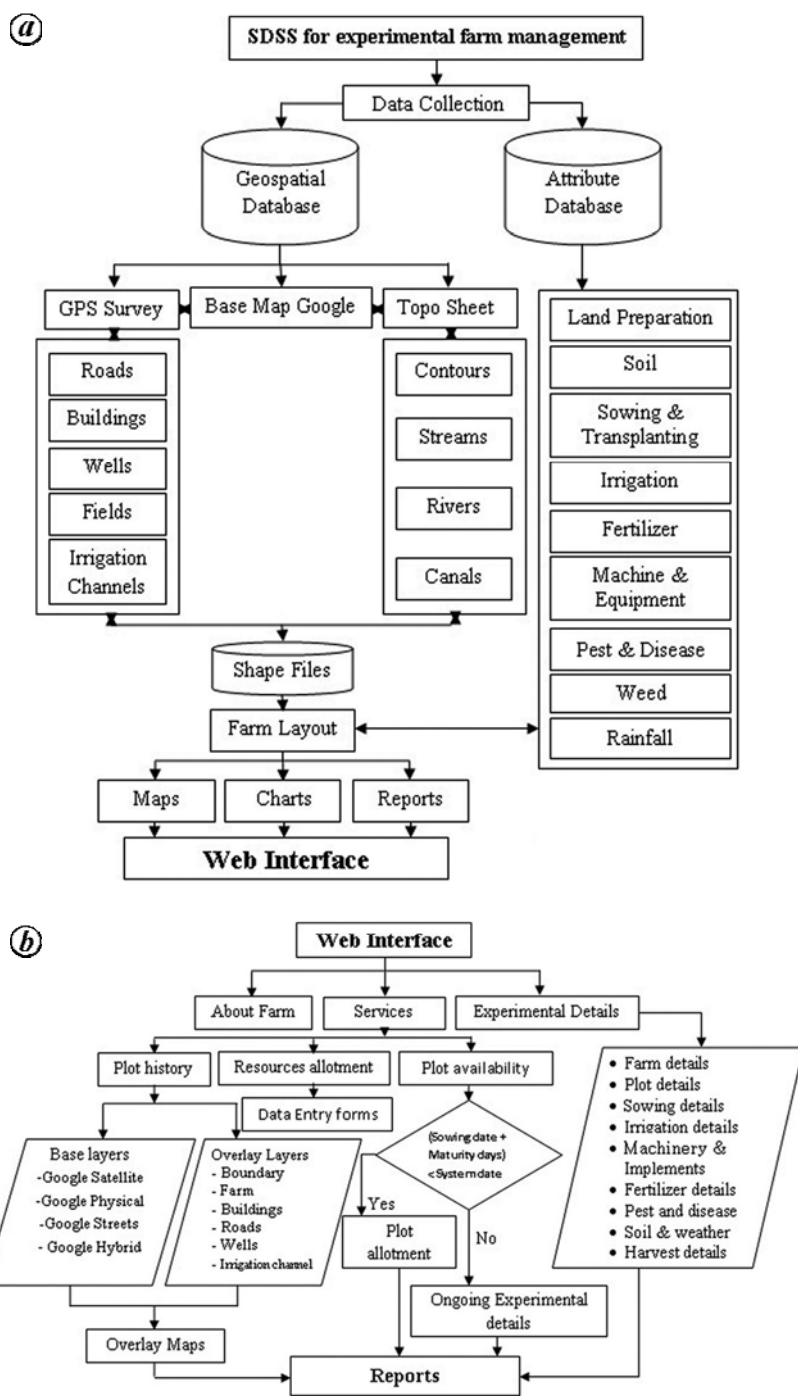 a
SDSS for experimental farm management
Data Collection
Geospatial
Database
Attribute
Database
GPS Survey
Base Map Google
Topo Sheet
Roads
Buildings
Wells
Fields
Irrigation
Channels
Contours
Streams
Rivers
Canals
Land Preparation
Soil
Sowing &
Transplanting
Irrigation
Fertilizer
Machine &
Equipment
Pest & Disease
Weed
Rainfall
Shape Files
Farm Layout
Maps
Charts
Reports
Web Interface
b
Web Interface
About Farm
Services
Experimental Details
Plot history
Resources allotment
Plot availability
Data Entry forms
Base layers
-Google Satellite
-Google Physical
-Google Streets
- Google Hybrid
Overlay Layers
- Boundary
- Farm
- Buildings
- Roads
- Wells
- Irrigation channel
(Sowing date +
Maturity days)
<System date
Yes
No
Plot
allotment
Ongoing Experimental
details
• Farm details
• Plot details
• Sowing details
• Irrigation details
• Machinery &
Implements
• Fertilizer details
• Pest and disease
• Soil & weather
• Harvest details
Overlay Maps
Reports